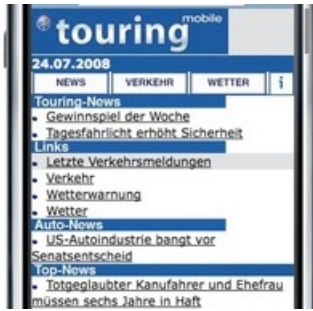 touring
mobile
24.07.2008
NEWS VERKEHR WETTER i
Touring-News
Gewinnspiel der Woche
Tagesfahrlicht erhöht Sicherheit
Links
Letzte Verkehrsmeldungen
Verkehr
Wetterwarnung
Wetter
Auto-News
US-Autoindustrie bangt vor
Senatsentscheid
Top-News
Totgeglaubter Kanufahrer und Ehefrau
müssen sechs Jahre in Haft